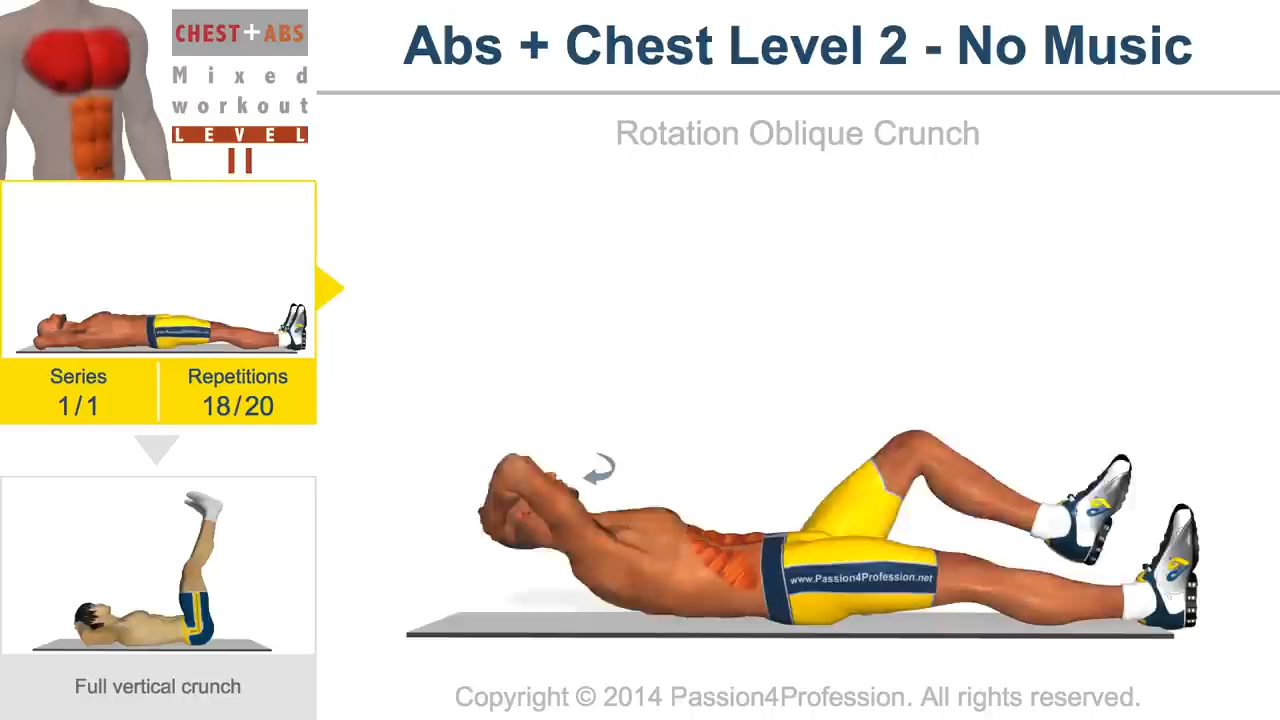 CHEST+ABS
Mixed
workout
LEVEL
II
Abs + Chest Level 2 - No Music
Rotation Oblique Crunch
Series
1/1
Repetitions
18/20
www.Passion4Profession.net
Full vertical crunch
Copyright © 2014 Passion4Profession. All rights reserved.